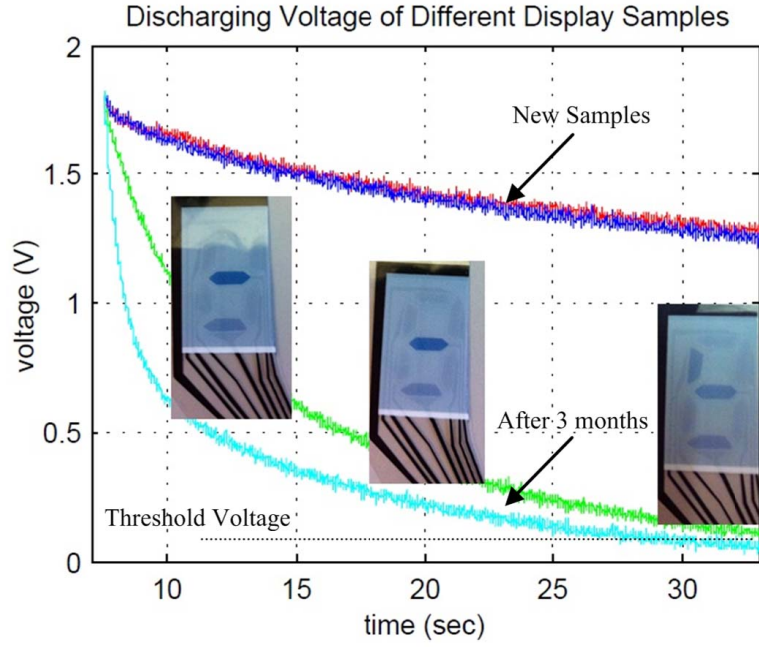 Discharging Voltage of Different Display Samples
2
New Samples
1.5
voltage (V)
1
After 3 months
0.5
Threshold Voltage
0
10 15 20 25 30
time (sec)